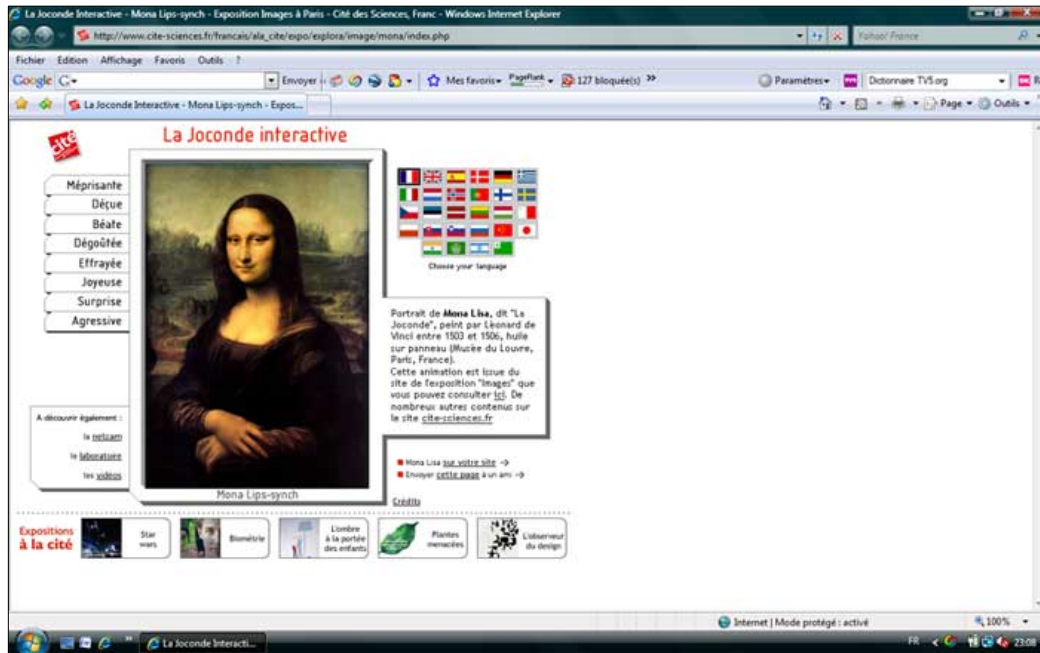 La Joconde Interactive - Mona Lips-synch - Exposition Images à Paris - Cité des Sciences, Franc - Windows Internet Explorer
http://www.cite-sciences.fr/francais/ala_cite/expo/explora/image/mona/index.php
Yahoo! France
Fichier Edition Affichage Favoris Outils ?
Google G Envoyer Mes favoris PageRank 127 bloquée(s) » Paramètres Dictionnaire TV5.org
La Joconde Interactive - Mona Lips-synch - Expos...
Page Outils »
cité
La Joconde interactive
Méprisante
Déçue
Béate
Dégoûtée
Effrayée
Joyeuse
Surprise
Agressive
Choose your language
Portrait de Mona Lisa, dit "La
Joconde", peint par Léonard de
Vinci entre 1503 et 1506, huile
sur panneau (Musée du Louvre,
Paris, France).
Cette animation est issue du
site de l'exposition "Images" que
vous pouvez consulter ici. De
nombreux autres contenus sur
le site cite-sciences.fr
A découvrir également :
la netcam
le laboratoire
les vidéos
Mona Lips-synch
Mona Lisa sur votre site
Envoyer cette page à un ami
Crédits
Expositions
à la cité
Star
wars
Biométrie
L'ombre
à la portée
des enfants
Plantes
menacées
L'observeur
du design
Internet | Mode protégé : activé
100%
La Joconde Interacti...
FR
23:08